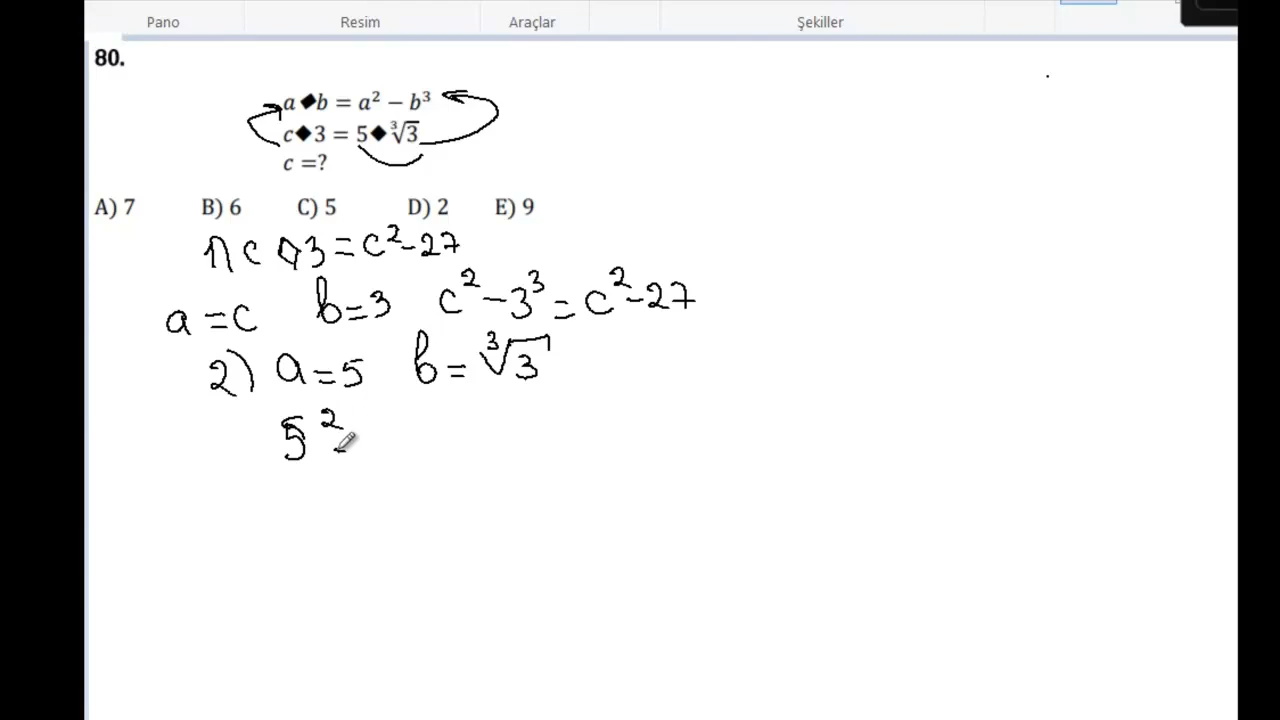 Pano Resim Araçlar Şekiller
80.
a◆b = a² − b³
c◆3 = 5◆∛3
c =?
A) 7 B) 6 C) 5 D) 2 E) 9
1) c ◊3 = c² - 27
a = c b = 3 c² - 3³ = c² - 27
2) a = 5 b = ∛3
5²